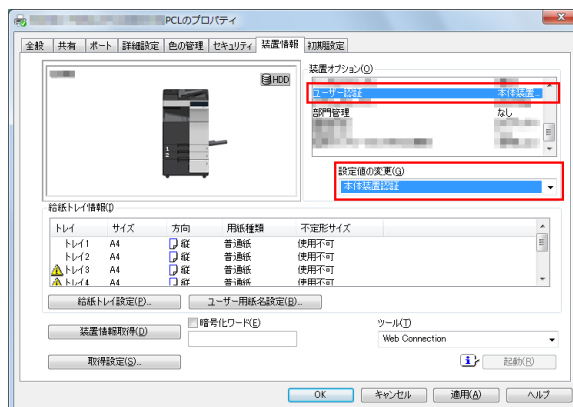 PCLのプロパティ
全般 共有 ポート 詳細設定 色の管理 セキュリティ 装置情報 初期設定
HDD
装置オプション(O)
ユーザー認証 本体装置...
部門管理 なし
設定値の変更(G)
本体装置認証
給紙トレイ情報(I)
トレイ サイズ 方向 用紙種類 不定形サイズ
トレイ1 A4 縦 普通紙 使用不可
トレイ2 A4 縦 普通紙 使用不可
トレイ3 A4 縦 普通紙 使用不可
トレイ4 A4 縦 普通紙 使用不可
給紙トレイ設定(P)... ユーザー用紙名設定(B)...
装置情報取得(D) 暗号化ワード(E) ツール(T)
Web Connection
取得設定(S)... 起動(R)
OK キャンセル 適用(A) ヘルプ